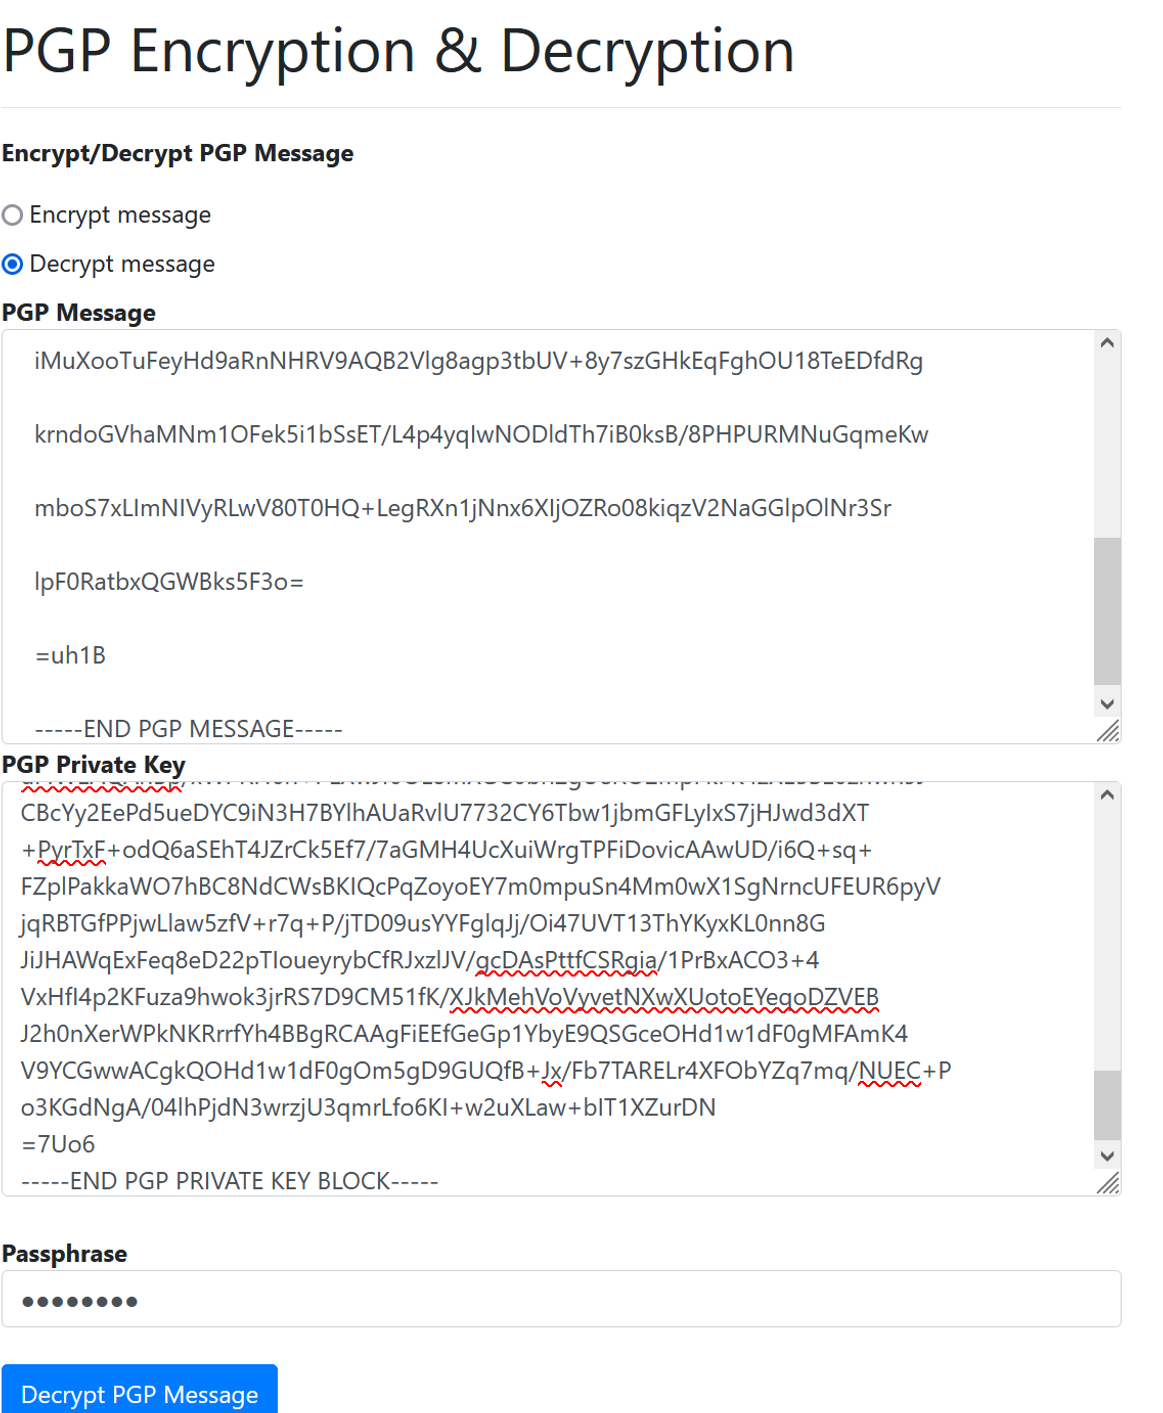 PGP Encryption & Decryption
Encrypt/Decrypt PGP Message
Encrypt message
Decrypt message
PGP Message
iMuXooTuFeyHd9aRnNHRV9AQB2Vlg8agp3tbUV+8y7szGHkEqFghOU18TeEDfdRg
krndoGVhaMNm1OFek5i1bSsET/L4p4yqIwNODldTh7iB0ksB/8PHPURMNuGqmeKw
mboS7xLImNIVyRLwV80T0HQ+LegRXn1jNnx6XIjOZRo08kiqzV2NaGGlpOlNr3Sr
lpF0RatbxQGWBks5F3o=
=uh1B
-----END PGP MESSAGE-----
PGP Private Key
CBcYy2EePd5ueDYC9iN3H7BYlhAUaRvlU7732CY6Tbw1jbmGFLyIxS7jHJwd3dXT
+PyrTxF+odQ6aSEhT4JZrCk5Ef7/7aGMH4UcXuiWrgTPFiDovicAAwUD/i6Q+sq+
FZplPakkaWO7hBC8NdCWsBKIQcPqZoyoEY7m0mpuSn4Mm0wX1SgNrncUFEUR6pyV
jqRBTGfPPjwLlaw5zfV+r7q+P/jTD09usYYFglqJj/Oi47UVT13ThYKyxKL0nn8G
JiJHAWqExFeq8eD22pTIoueyrybCfRJxzlJV/gcDAsPttfCSRgia/1PrBxACO3+4
VxHfl4p2KFuza9hwok3jrRS7D9CM51fK/XJkMehVoVyvetNXwXUotoEYeqoDZVEB
J2h0nXerWPkNKRrrfYh4BBgRCAAgFiEEfGeGp1YbyE9QSGceOHd1w1dF0gMFAmK4
V9YCGwwACgkQOHd1w1dF0gOm5gD9GUQfB+Jx/Fb7TARELr4XFObYZq7mq/NUEC+P
o3KGdNgA/04lhPjdN3wrzjU3qmrLfo6KI+w2uXLaw+bIT1XZurDN
=7Uo6
-----END PGP PRIVATE KEY BLOCK-----
Passphrase
Decrypt PGP Message